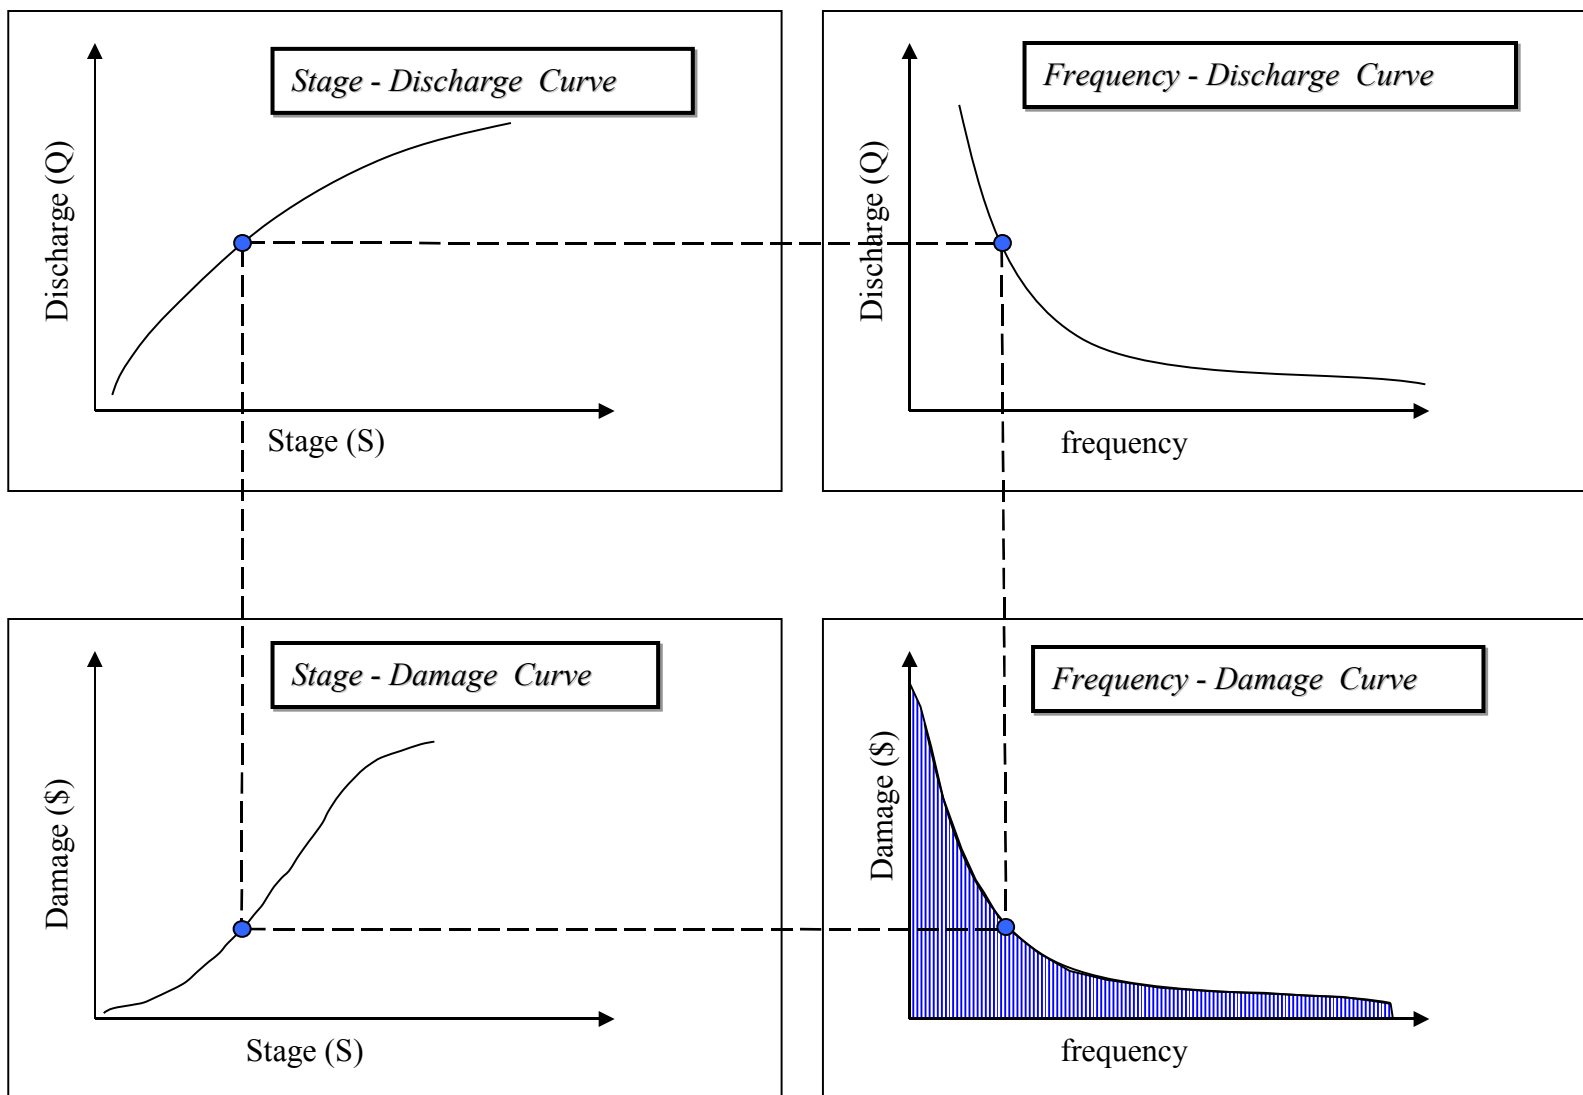 Stage - Discharge Curve
Discharge (Q)
Stage (S)
Frequency - Discharge Curve
Discharge (Q)
frequency
Stage - Damage Curve
Damage ($)
Stage (S)
Frequency - Damage Curve
Damage ($)
frequency